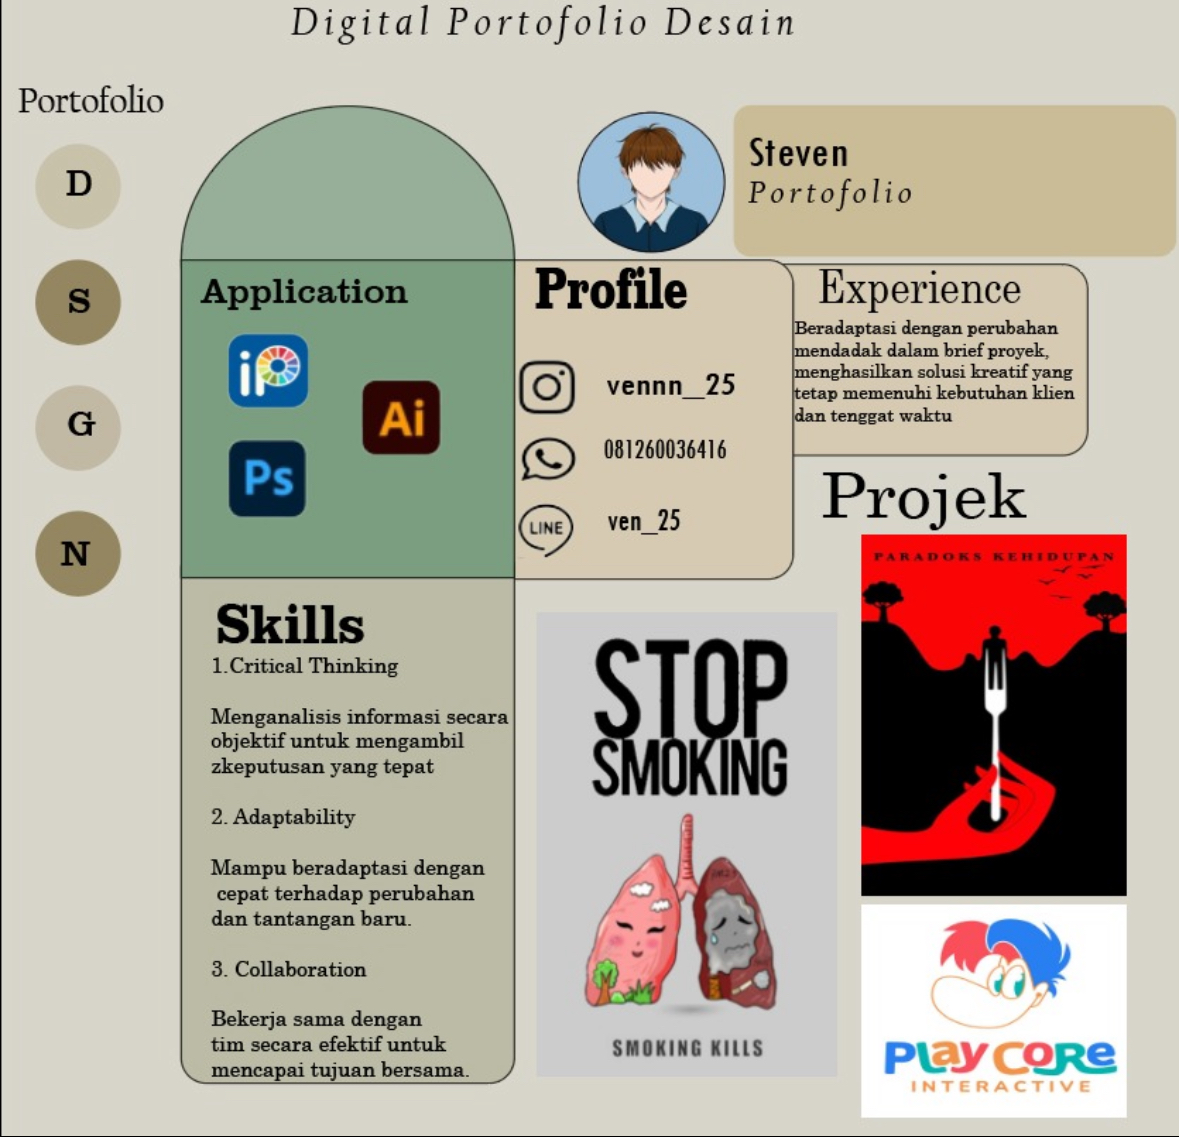 Digital Portofolio Desain
Portofolio
D
S
G
N
Steven
Portofolio
Application
iP
Ai
Ps
Profile
vennn_25
081260036416
LINE
ven_25
Experience
Beradaptasi dengan perubahan
mendadak dalam brief proyek,
menghasilkan solusi kreatif yang
tetap memenuhi kebutuhan klien
dan tenggat waktu
Skills
1.Critical Thinking
Menganalisis informasi secara
objektif untuk mengambil
zkeputusan yang tepat
2. Adaptability
Mampu beradaptasi dengan
cepat terhadap perubahan
dan tantangan baru.
3. Collaboration
Bekerja sama dengan
tim secara efektif untuk
mencapai tujuan bersama.
Projek
STOP
SMOKING
SMOKING KILLS
PARADOKS KEHIDUPAN
PLAY CORE
INTERACTIVE